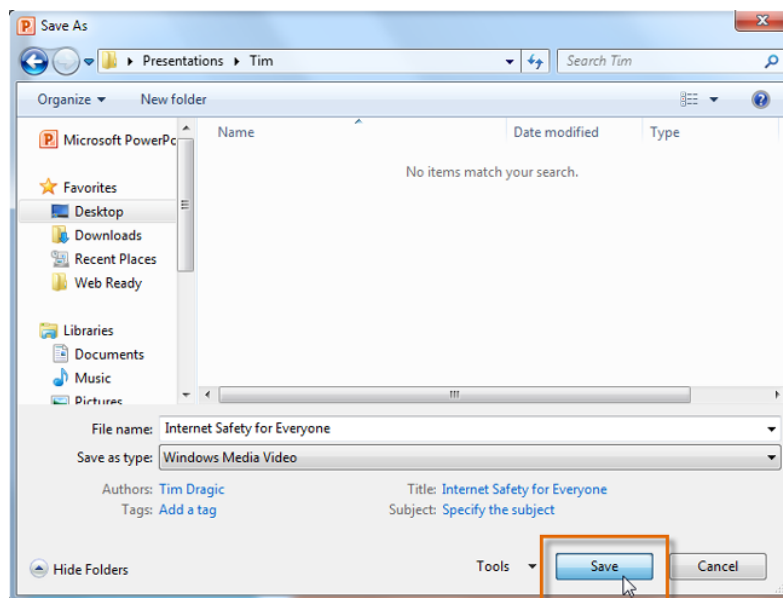 Save As
Presentations Tim
Search Tim
Organize New folder
Name Date modified Type
No items match your search.
Microsoft PowerPc
Favorites
Desktop
Downloads
Recent Places
Web Ready
Libraries
Documents
Music
Pictures
File name: Internet Safety for Everyone
Save as type: Windows Media Video
Authors: Tim Dragic Title: Internet Safety for Everyone
Tags: Add a tag Subject: Specify the subject
Hide Folders Tools Save Cancel